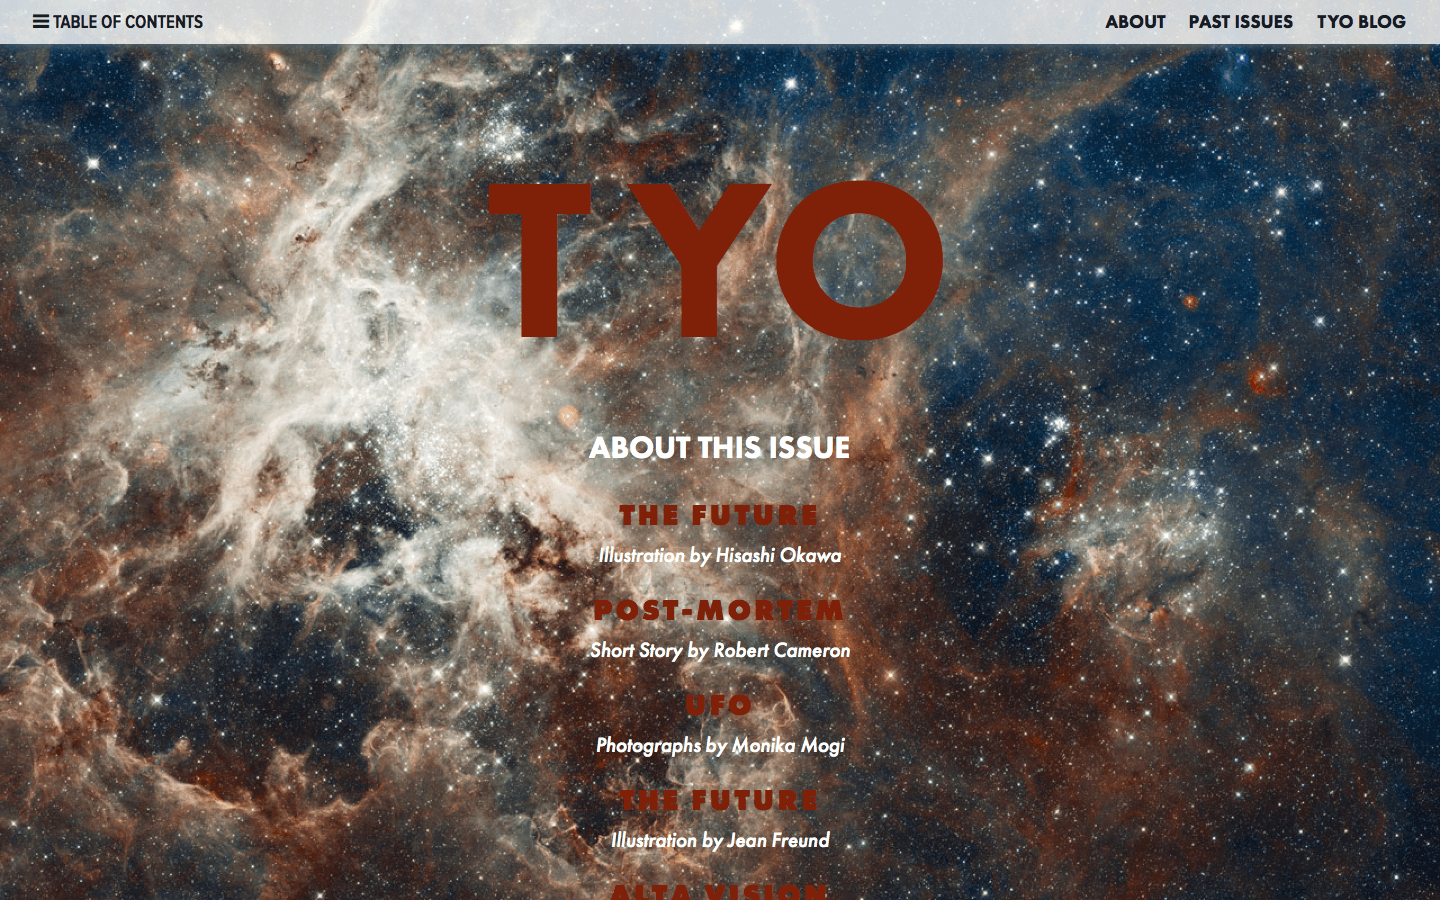 TABLE OF CONTENTS
ABOUT PAST ISSUES TYO BLOG
TYO
ABOUT THIS ISSUE
THE FUTURE
Illustration by Hisashi Okawa
POST-MORTEM
Short Story by Robert Cameron
UFO
Photographs by Monika Mogi
THE FUTURE
Illustration by Jean Freund
ALTA VISION